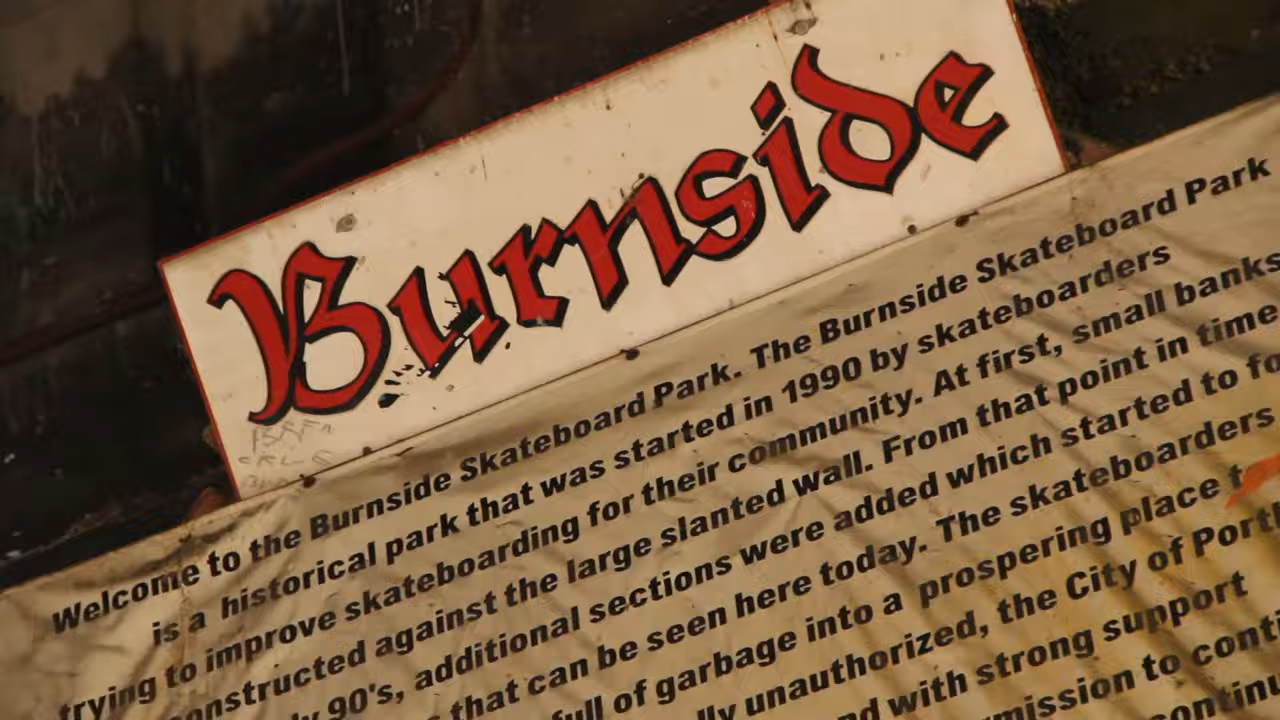 Burnside
Welcome to the Burnside Skateboard Park. The Burnside Skateboard Park
is a historical park that was started in 1990 by skateboarders
trying to improve skateboarding for their community. At first, small banks
constructed against the large slanted wall. From that point in time
90's, additional sections were added which started to
that can be seen here today. The skateboarders
full of garbage into a prospering place
unauthorized, the City of
with strong support
to